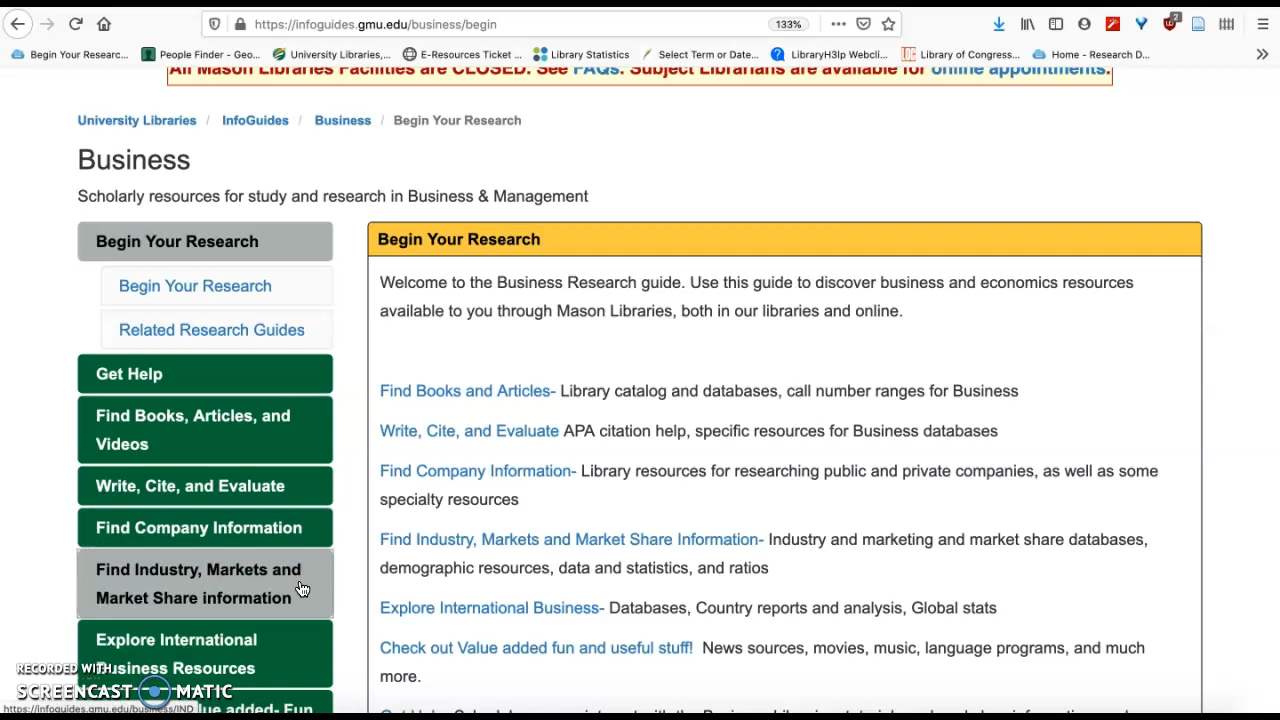 https://infoguides.gmu.edu/business/begin
133%
Begin Your Researc... People Finder - Geo... University Libraries,... E-Resources Ticket ... Library Statistics Select Term or Date... LibraryH3lp Webcli... Library of Congress... Home - Research D...
All Mason Libraries Facilities are CLOSED. See FAQs. Subject Librarians are available for online appointments.
University Libraries / InfoGuides / Business / Begin Your Research
Business
Scholarly resources for study and research in Business & Management
Begin Your Research
Begin Your Research
Related Research Guides
Get Help
Find Books, Articles, and
Videos
Write, Cite, and Evaluate
Find Company Information
Find Industry, Markets and
Market Share information
Explore International
Business Resources
lue added- Fun
Begin Your Research
Welcome to the Business Research guide. Use this guide to discover business and economics resources
available to you through Mason Libraries, both in our libraries and online.
Find Books and Articles- Library catalog and databases, call number ranges for Business
Write, Cite, and Evaluate APA citation help, specific resources for Business databases
Find Company Information- Library resources for researching public and private companies, as well as some
specialty resources
Find Industry, Markets and Market Share Information- Industry and marketing and market share databases,
demographic resources, data and statistics, and ratios
Explore International Business- Databases, Country reports and analysis, Global stats
Check out Value added fun and useful stuff! News sources, movies, music, language programs, and much
more.
RECORDED WITH
SCREENCAST MATIC
https://infoguides.gmu.edu/business/IND